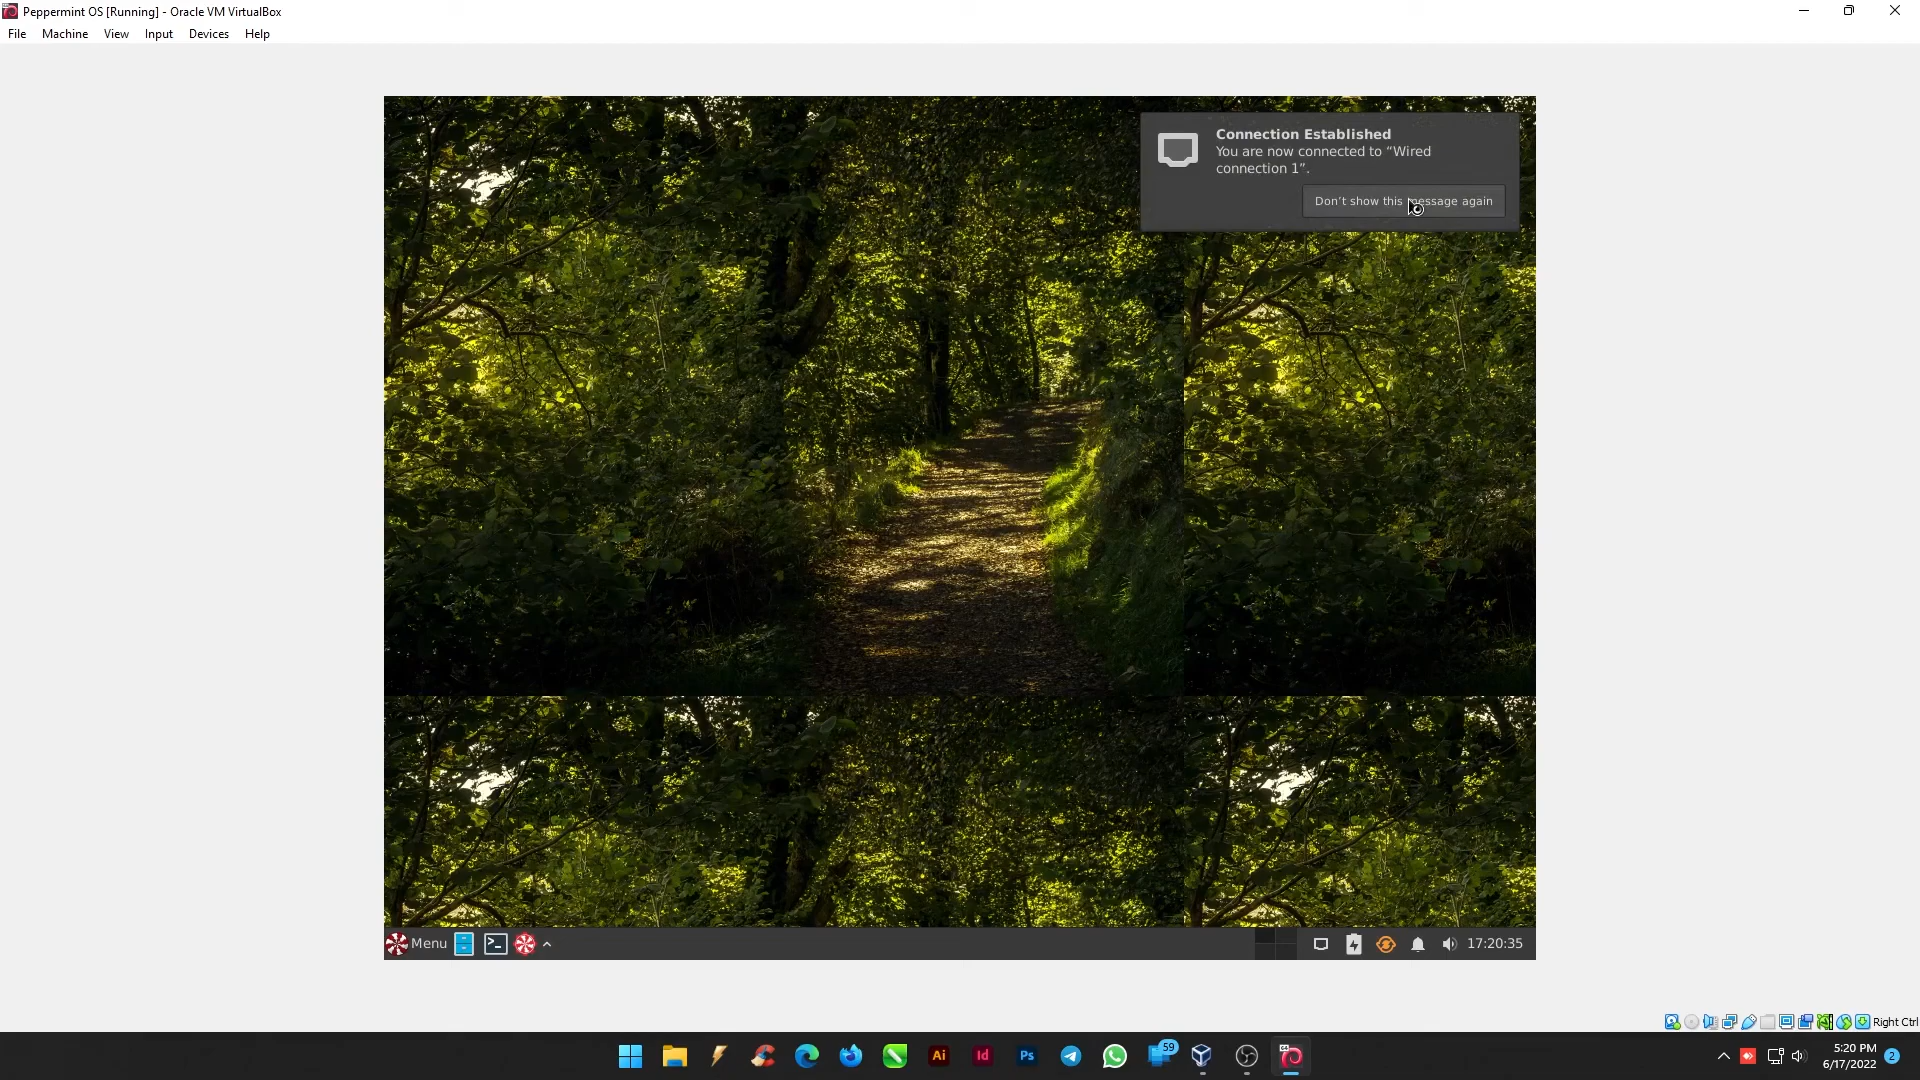 Peppermint OS [Running] - Oracle VM VirtualBox
File Machine View Input Devices Help
Connection Established
You are now connected to “Wired
connection 1”.
Don’t show this message again
Menu
17:20:35
Right Ctrl
Ai Id Ps 59
5:20 PM
6/17/2022 2